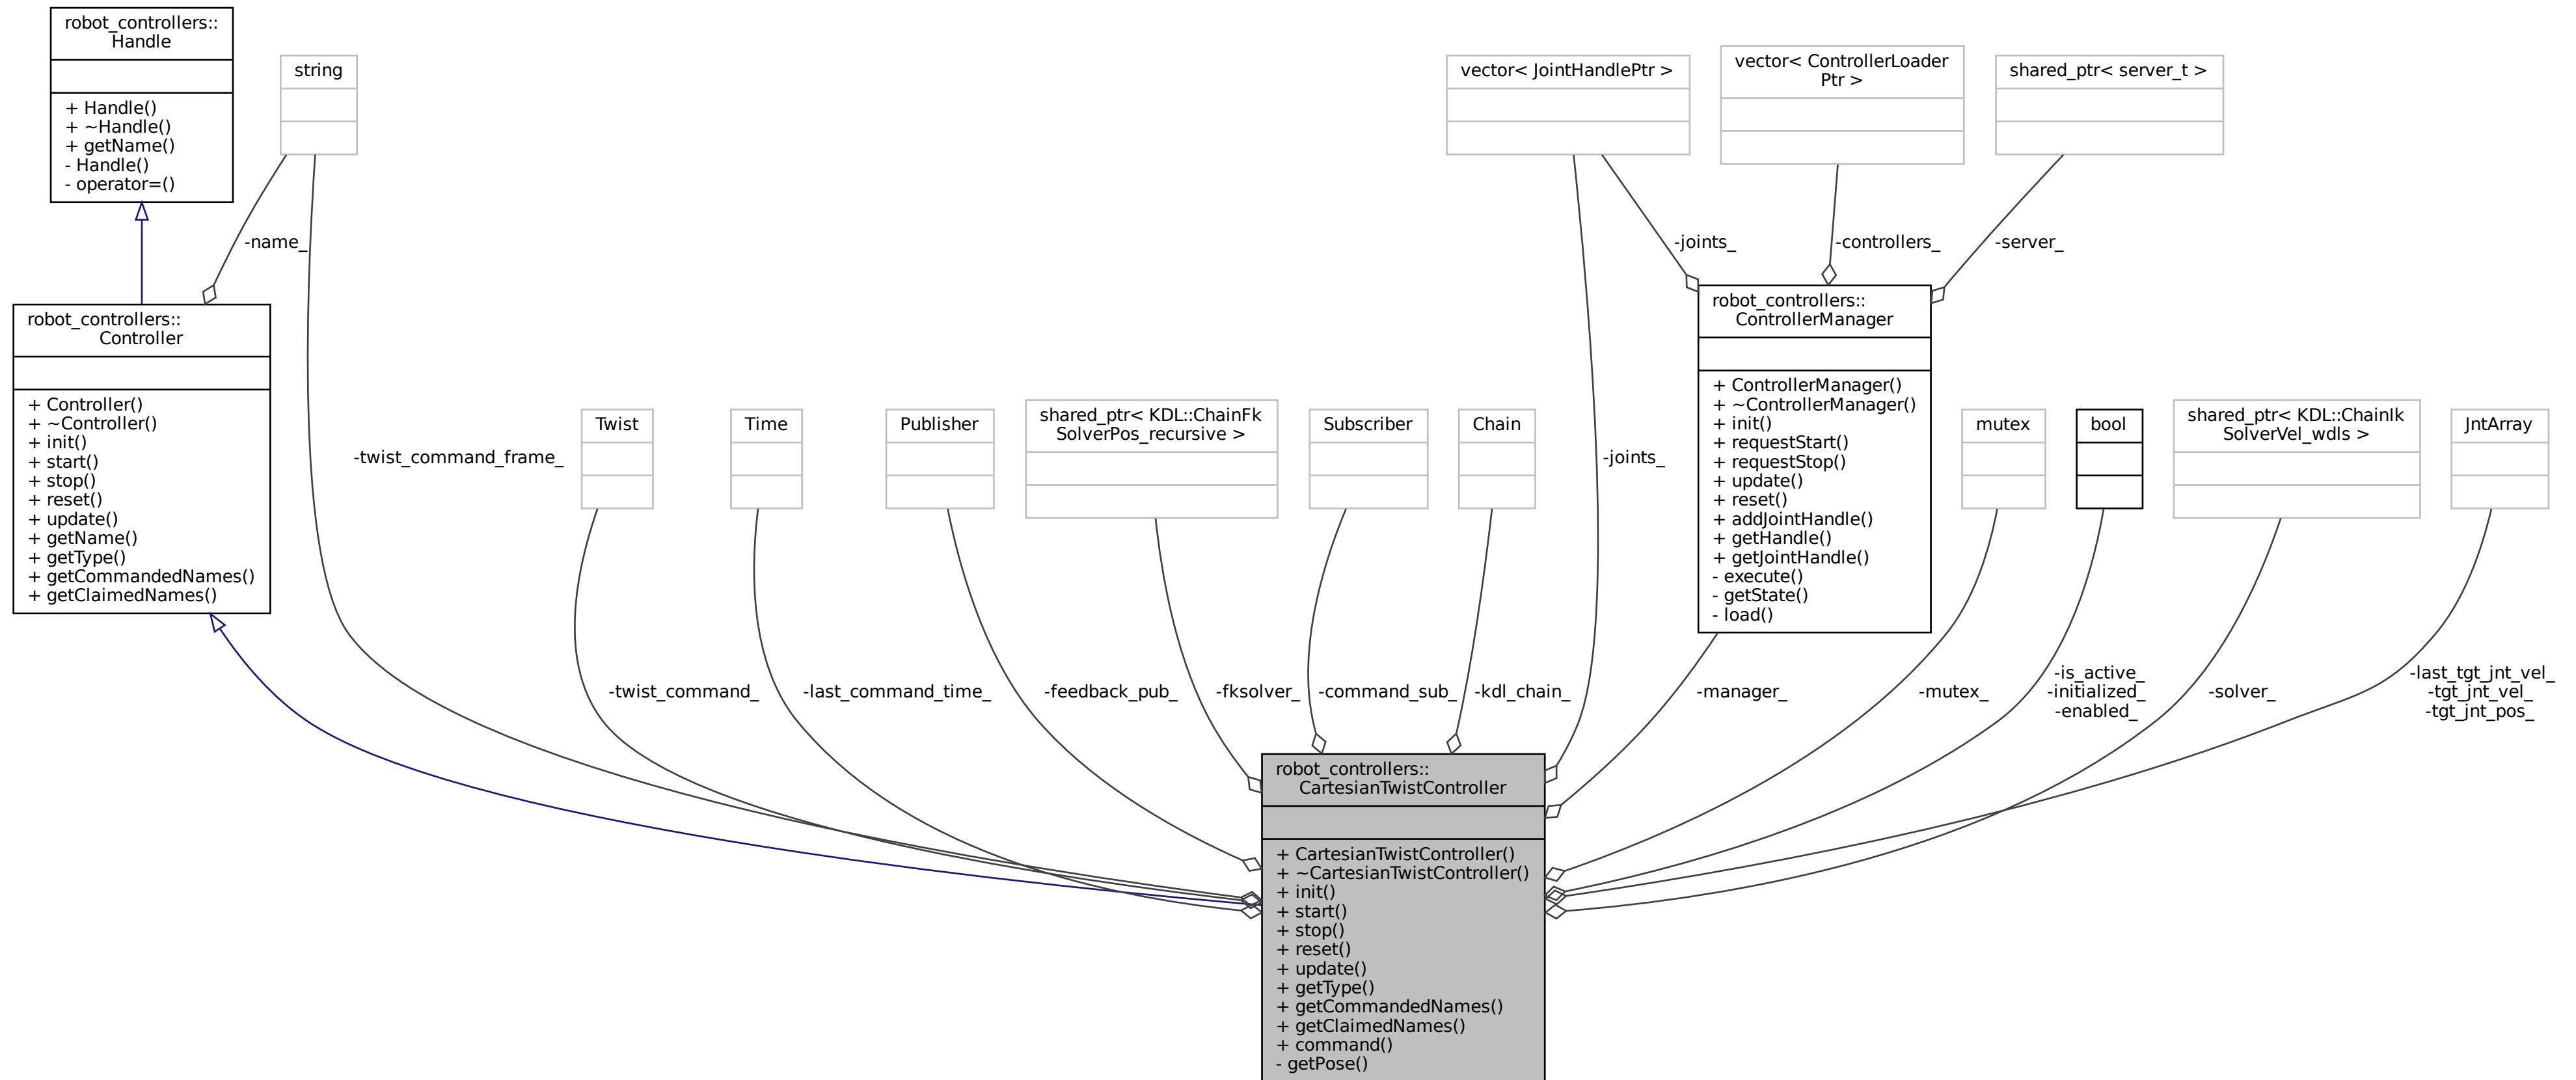 robot_controllers::
Handle
+ Handle()
+ ~Handle()
+ getName()
- Handle()
- operator=()
string
vector< JointHandlePtr >
vector< ControllerLoader
Ptr >
shared_ptr< server_t >
-name_
-joints_
-controllers_
-server_
robot_controllers::
Controller
+ Controller()
+ ~Controller()
+ init()
+ start()
+ stop()
+ reset()
+ update()
+ getName()
+ getType()
+ getCommandedNames()
+ getClaimedNames()
-twist_command_frame_
Twist
Time
Publisher
shared_ptr< KDL::ChainFk
SolverPos_recursive >
Subscriber
Chain
-joints_
robot_controllers::
ControllerManager
+ ControllerManager()
+ ~ControllerManager()
+ init()
+ requestStart()
+ requestStop()
+ update()
+ reset()
+ addJointHandle()
+ getHandle()
+ getJointHandle()
- execute()
- getState()
- load()
mutex
bool
shared_ptr< KDL::ChainIk
SolverVel_wdls >
JntArray
-twist_command_
-last_command_time_
-feedback_pub_
-fksolver_
-command_sub_
-kdl_chain_
-manager_
-mutex_
-is_active_
-initialized_
-enabled_
-solver_
-last_tgt_jnt_vel_
-tgt_jnt_vel_
-tgt_jnt_pos_
robot_controllers::
CartesianTwistController
+ CartesianTwistController()
+ ~CartesianTwistController()
+ init()
+ start()
+ stop()
+ reset()
+ update()
+ getType()
+ getCommandedNames()
+ getClaimedNames()
+ command()
- getPose()